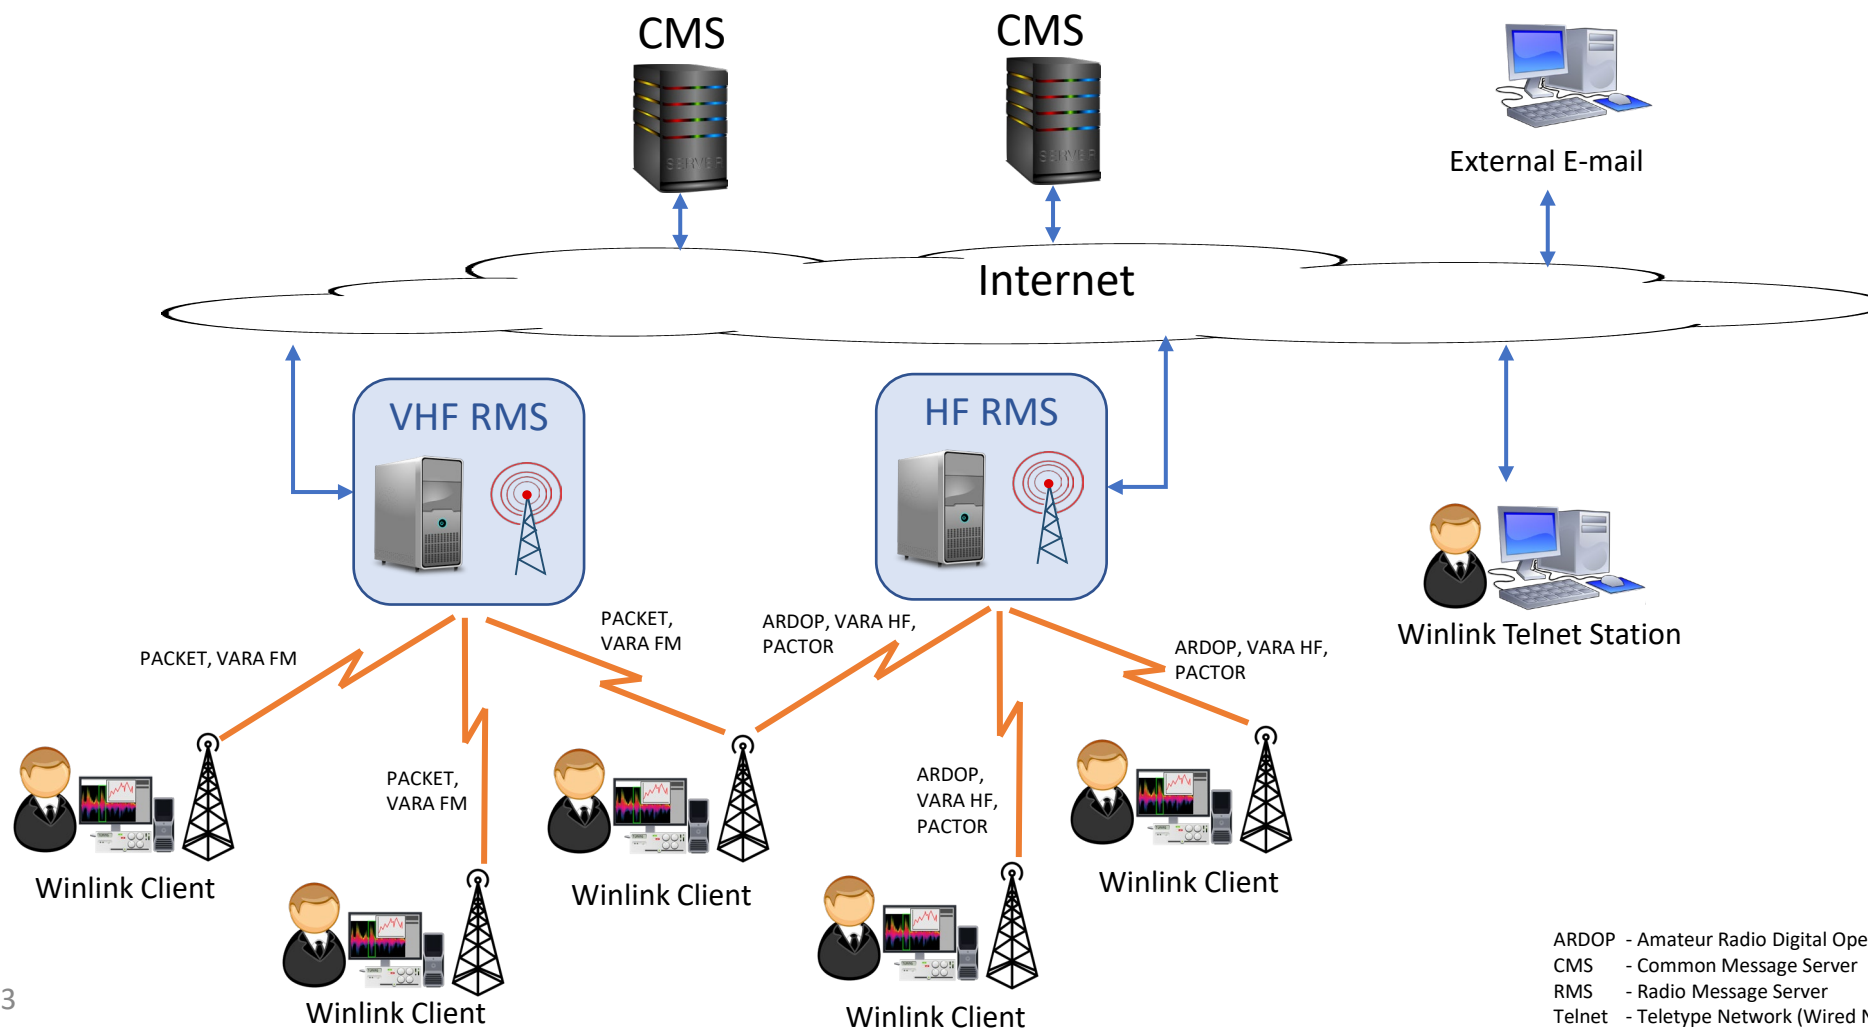 CMS
CMS
External E-mail
Internet
VHF RMS
HF RMS
Winlink Telnet Station
PACKET, VARA FM
PACKET,
VARA FM
ARDOP, VARA HF,
PACTOR
ARDOP, VARA HF,
PACTOR
PACKET,
VARA FM
ARDOP,
VARA HF,
PACTOR
Winlink Client
Winlink Client
Winlink Client
Winlink Client
Winlink Client
ARDOP - Amateur Radio Digital Ope
CMS - Common Message Server
RMS - Radio Message Server
Telnet - Teletype Network (Wired N
3